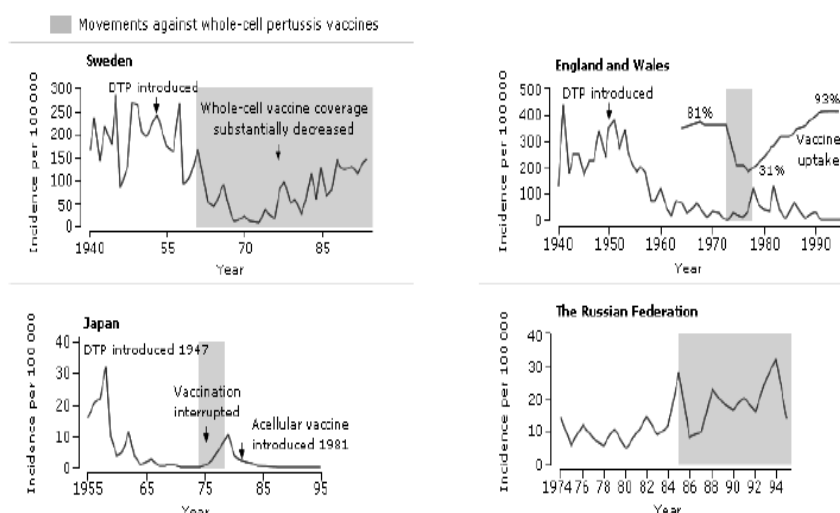 Movements against whole-cell pertussis vaccines
Sweden
Incidence per 100 000
300
250
200
150
100
50
0
DTP introduced
Whole-cell vaccine coverage
substantially decreased
1940 55 70 85
Year
England and Wales
Incidence per 100 000
500
400
300
200
100
0
DTP introduced
81%
93%
Vaccine
uptake
31%
1940 1950 1960 1970 1980 1990
Year
Japan
Incidence per 100 000
40
30
20
10
0
DTP introduced 1947
Vaccination
interrupted
Acellular vaccine
introduced 1981
1955 65 75 85 95
Year
The Russian Federation
Incidence per 100 000
40
30
20
10
0
1974 76 78 80 82 84 86 88 90 92 94
Year